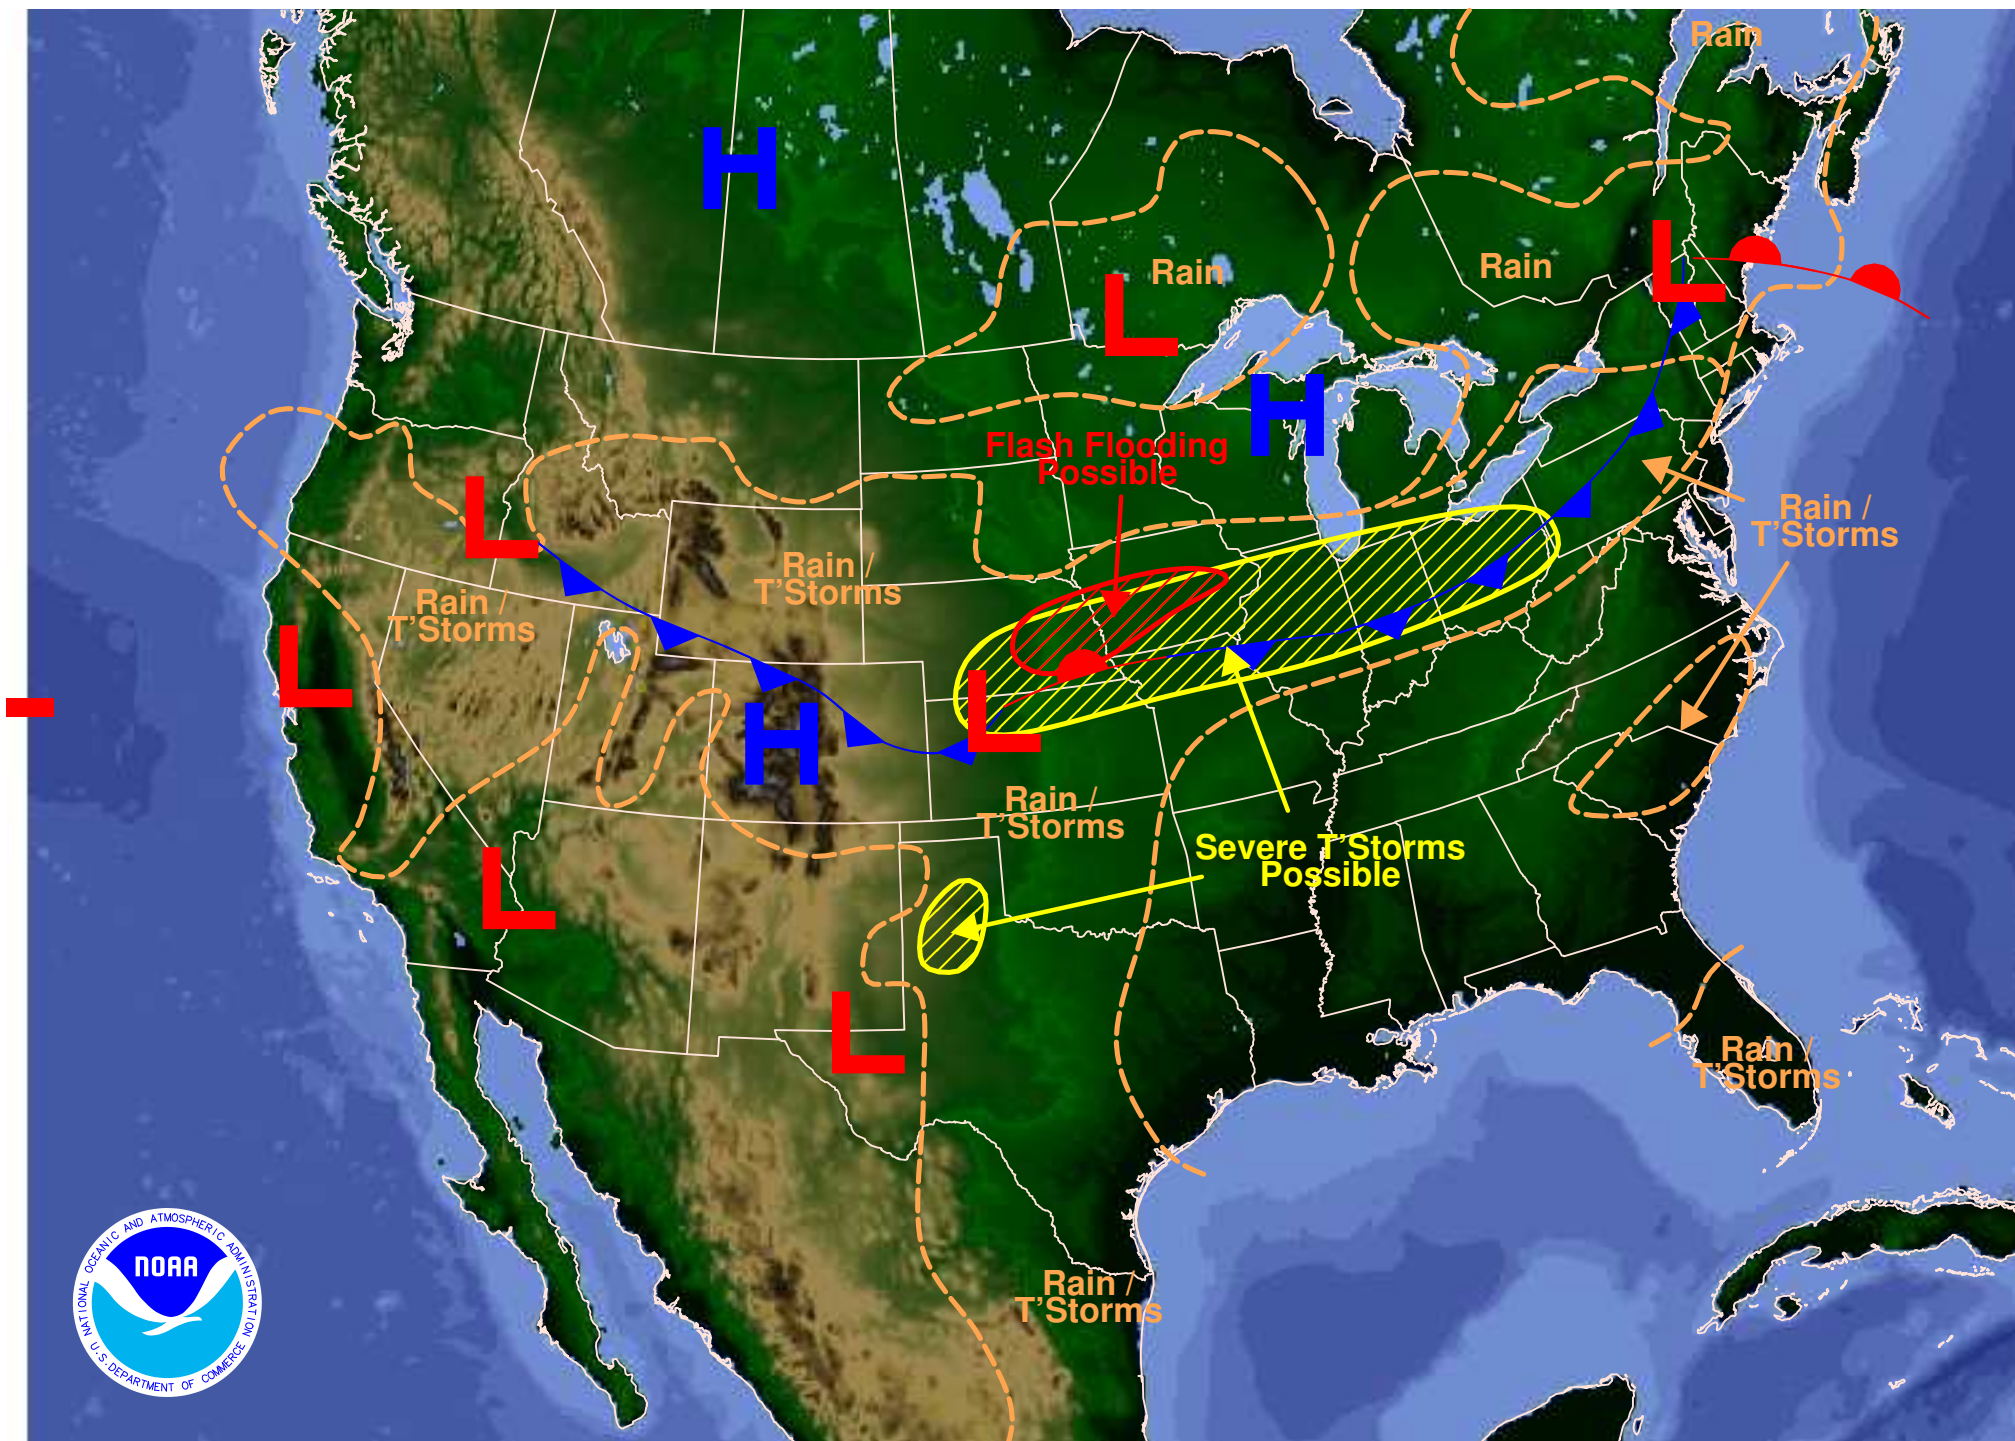 Rain
H
Rain
Rain
L
L
H
Flash Flooding
Possible
L
Rain /
T'Storms
Rain /
T'Storms
Rain /
T'Storms
L
L
H
Rain /
T'Storms
Severe T'Storms
Possible
L
L
Rain /
T'Storms
Rain /
T'Storms
NATIONAL OCEANIC AND ATMOSPHERIC ADMINISTRATION
NOAA
U.S. DEPARTMENT OF COMMERCE